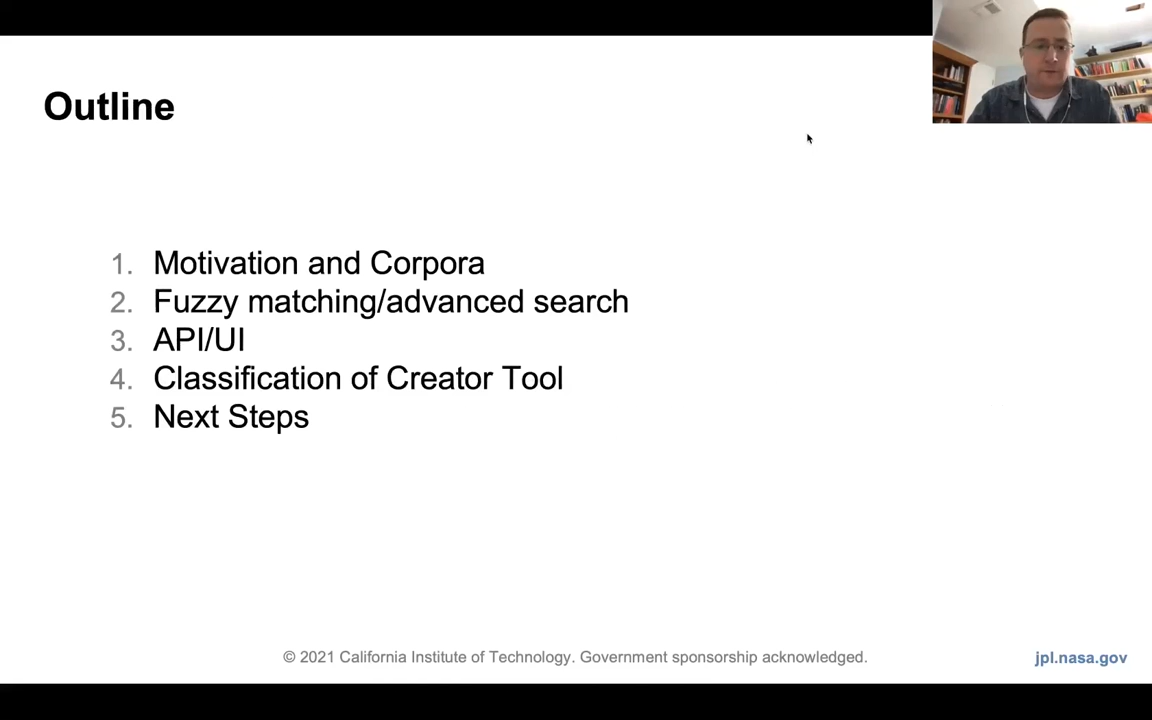 Outline
1. Motivation and Corpora
2. Fuzzy matching/advanced search
3. API/UI
4. Classification of Creator Tool
5. Next Steps
© 2021 California Institute of Technology. Government sponsorship acknowledged.
jpl.nasa.gov